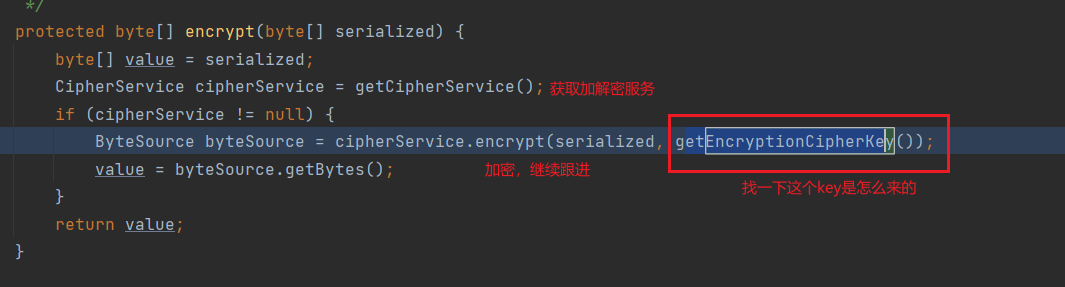 */
protected byte[] encrypt(byte[] serialized) {
byte[] value = serialized;
CipherService cipherService = getCipherService(); 获取加解密服务
if (cipherService != null) {
ByteSource byteSource = cipherService.encrypt(serialized, getEncryptionCipherKey());
value = byteSource.getBytes(); 加密，继续跟进
找一下这个key是怎么来的
}
return value;
}